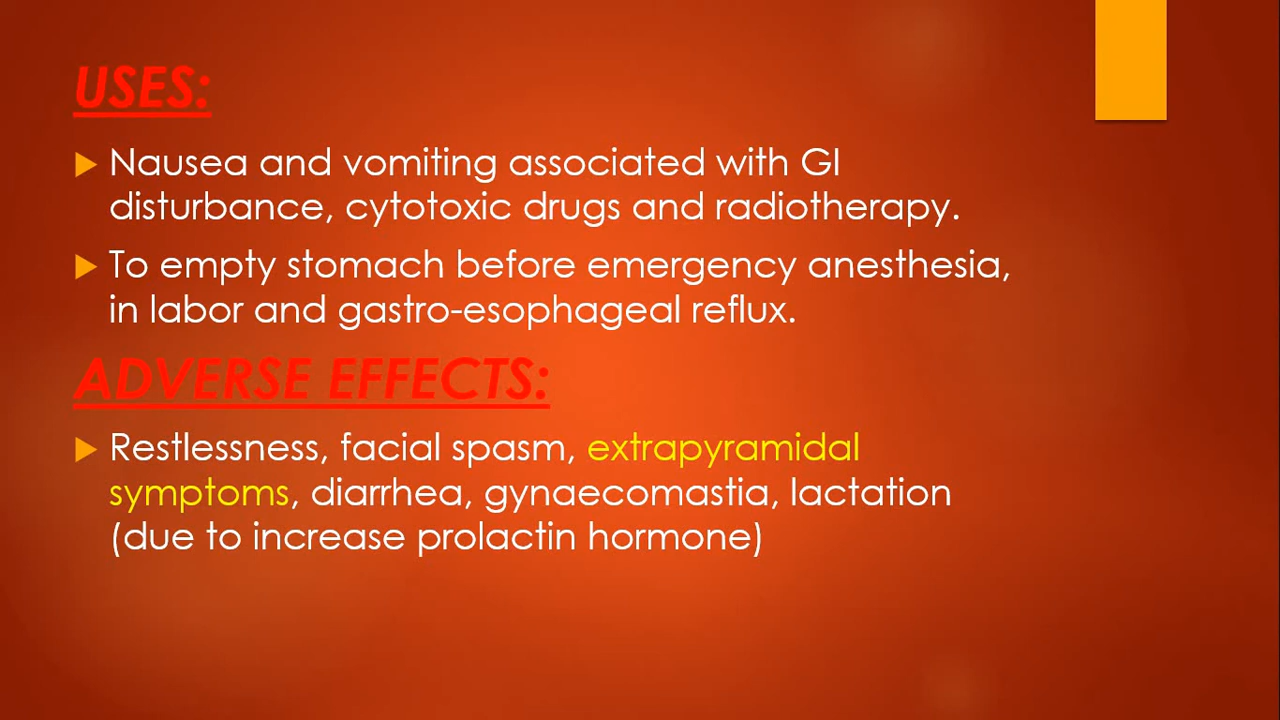 USES:
Nausea and vomiting associated with GI
disturbance, cytotoxic drugs and radiotherapy.
To empty stomach before emergency anesthesia,
in labor and gastro-esophageal reflux.
ADVERSE EFFECTS:
Restlessness, facial spasm, extrapyramidal
symptoms, diarrhea, gynaecomastia, lactation
(due to increase prolactin hormone)